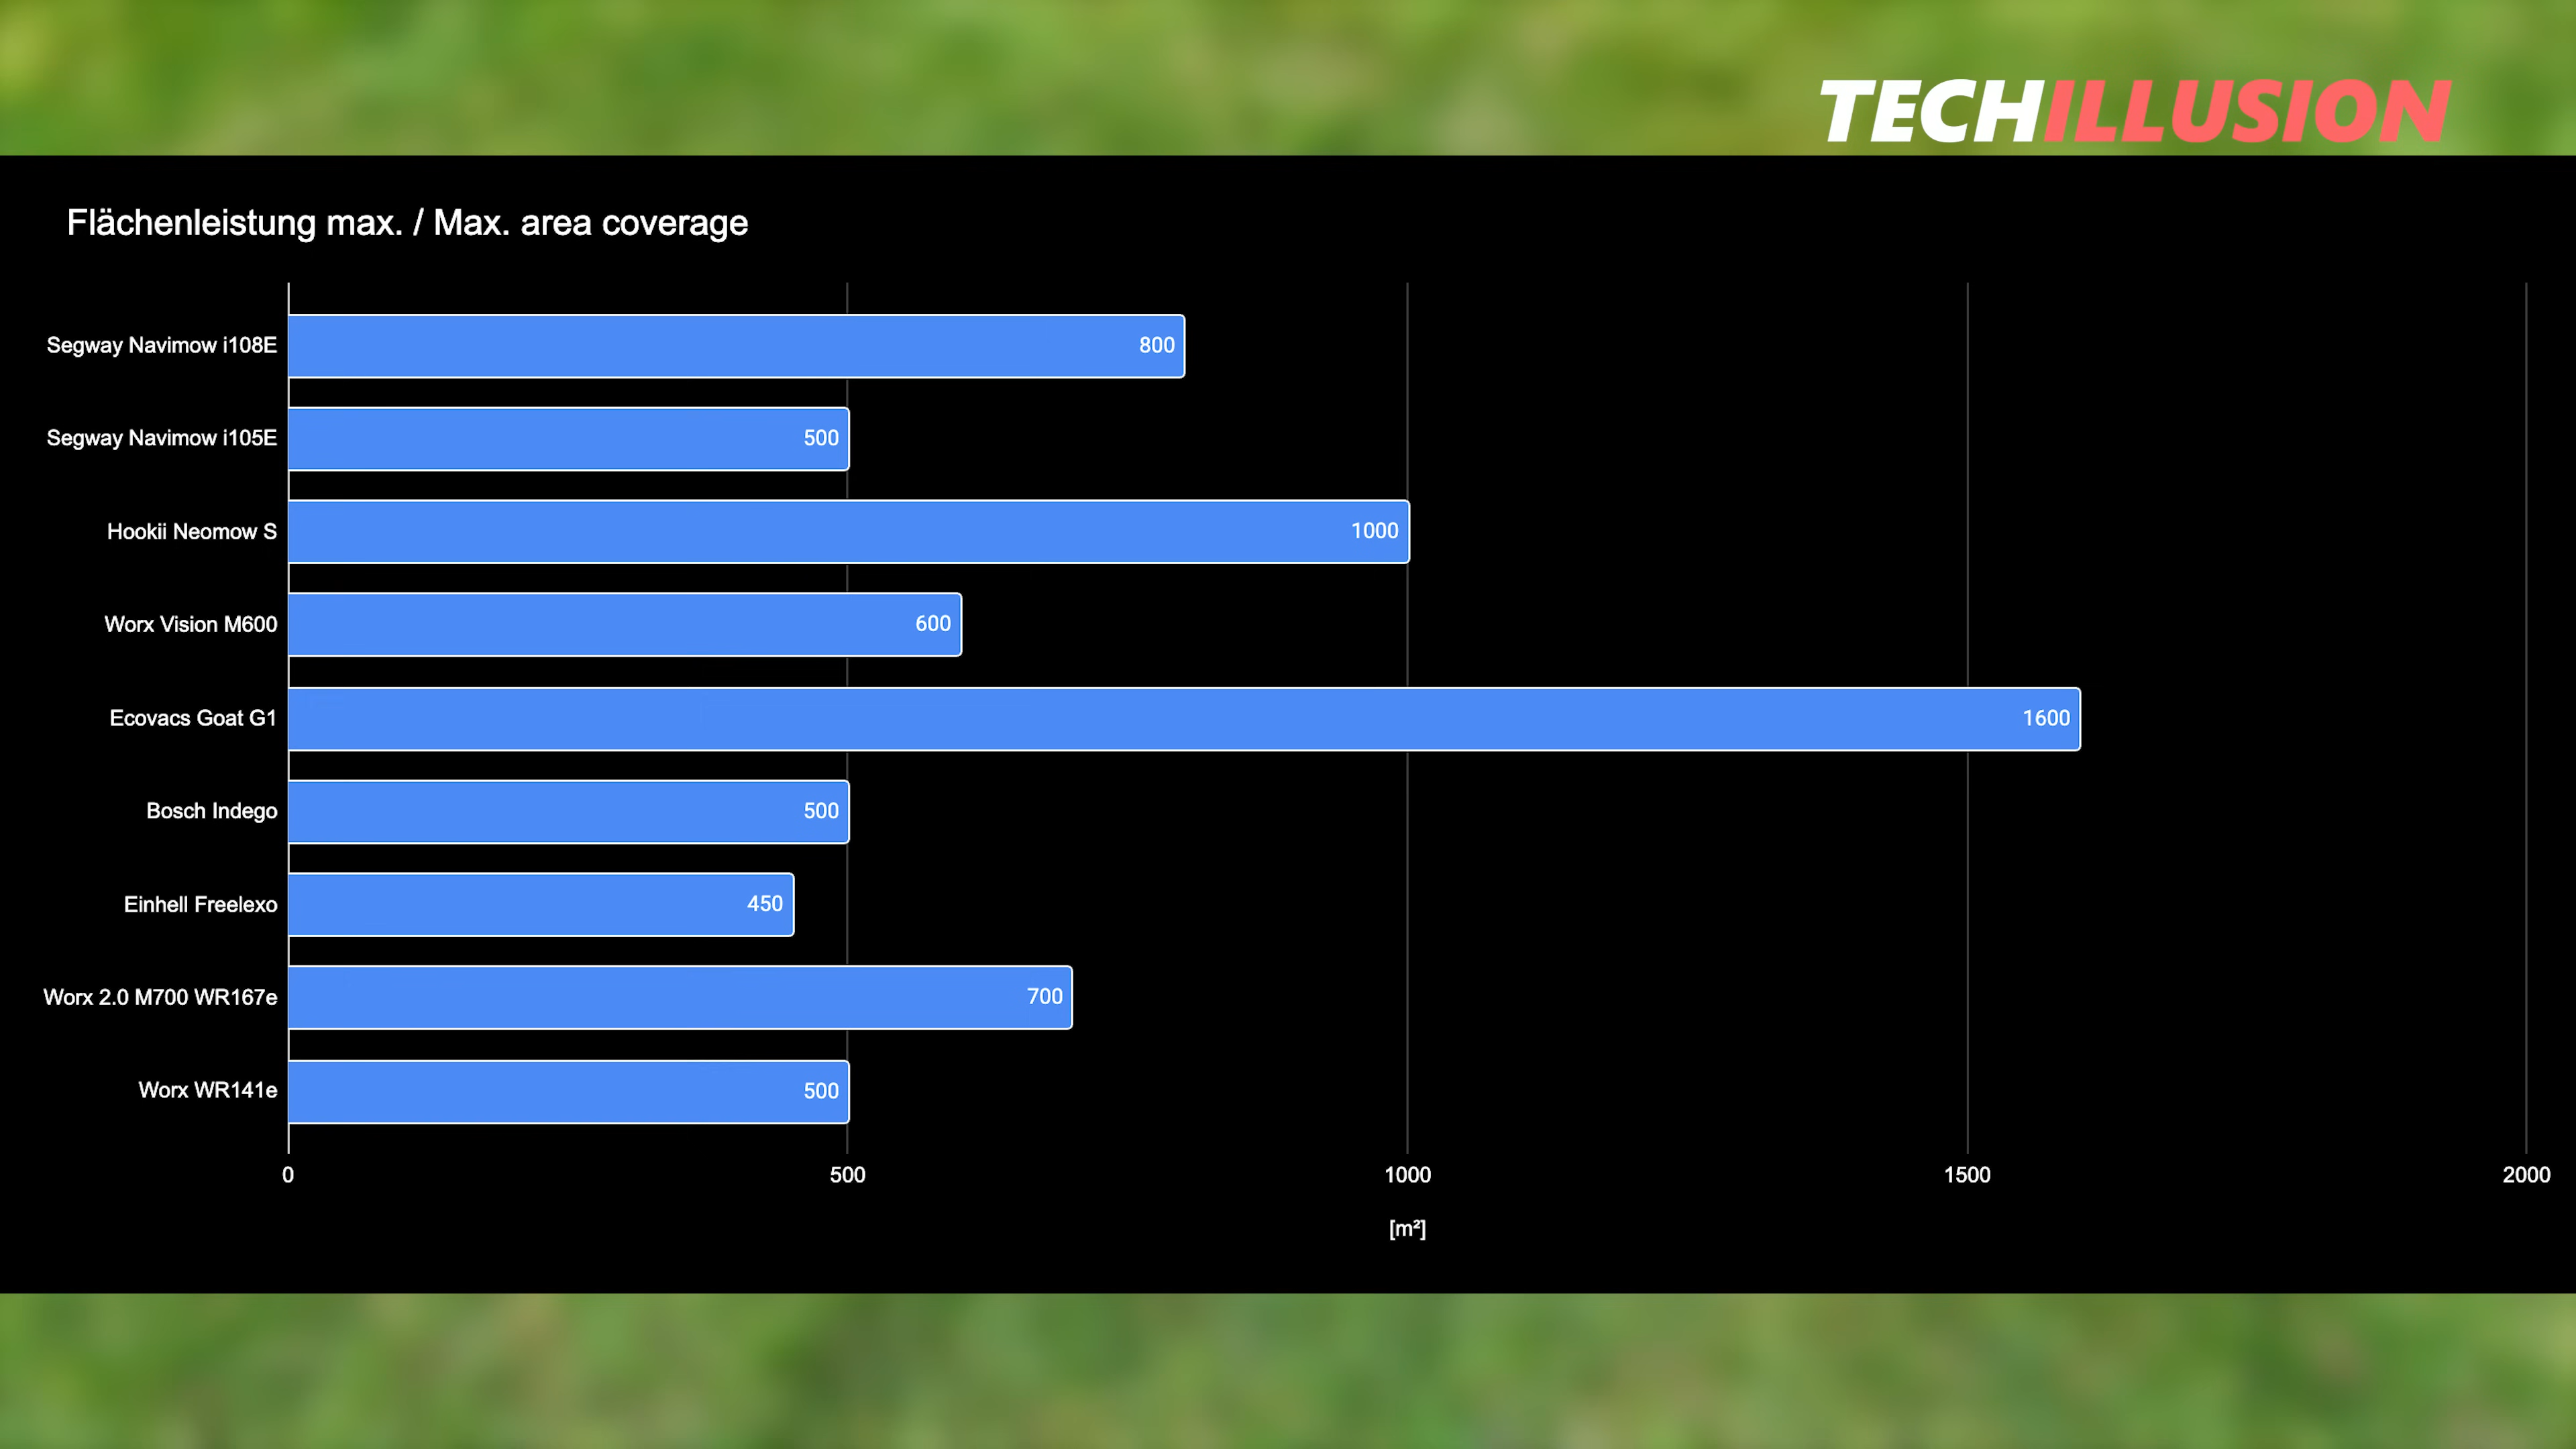 TECHILLUSION
Flächenleistung max. / Max. area coverage
Segway Navimow i108E 800
Segway Navimow i105E 500
Hookii Neomow S 1000
Worx Vision M600 600
Ecovacs Goat G1 1600
Bosch Indego 500
Einhell Freelexo 450
Worx 2.0 M700 WR167e 700
Worx WR141e 500
0 500 1000 1500 2000
[m²]